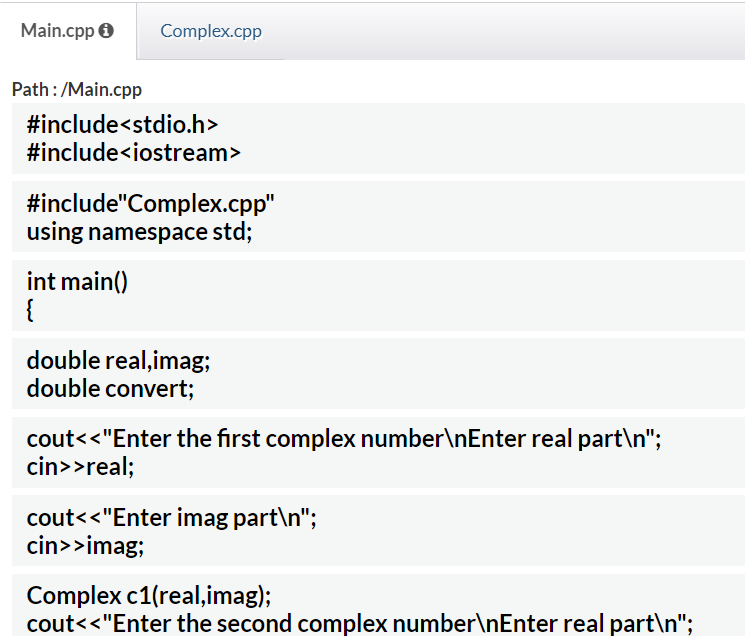 Main.cpp Complex.cpp
Path : /Main.cpp
#include<stdio.h>
#include<iostream>
#include"Complex.cpp"
using namespace std;
int main()
{
double real,imag;
double convert;
cout<<"Enter the first complex number\nEnter real part\n";
cin>>real;
cout<<"Enter imag part\n";
cin>>imag;
Complex c1(real,imag);
cout<<"Enter the second complex number\nEnter real part\n";